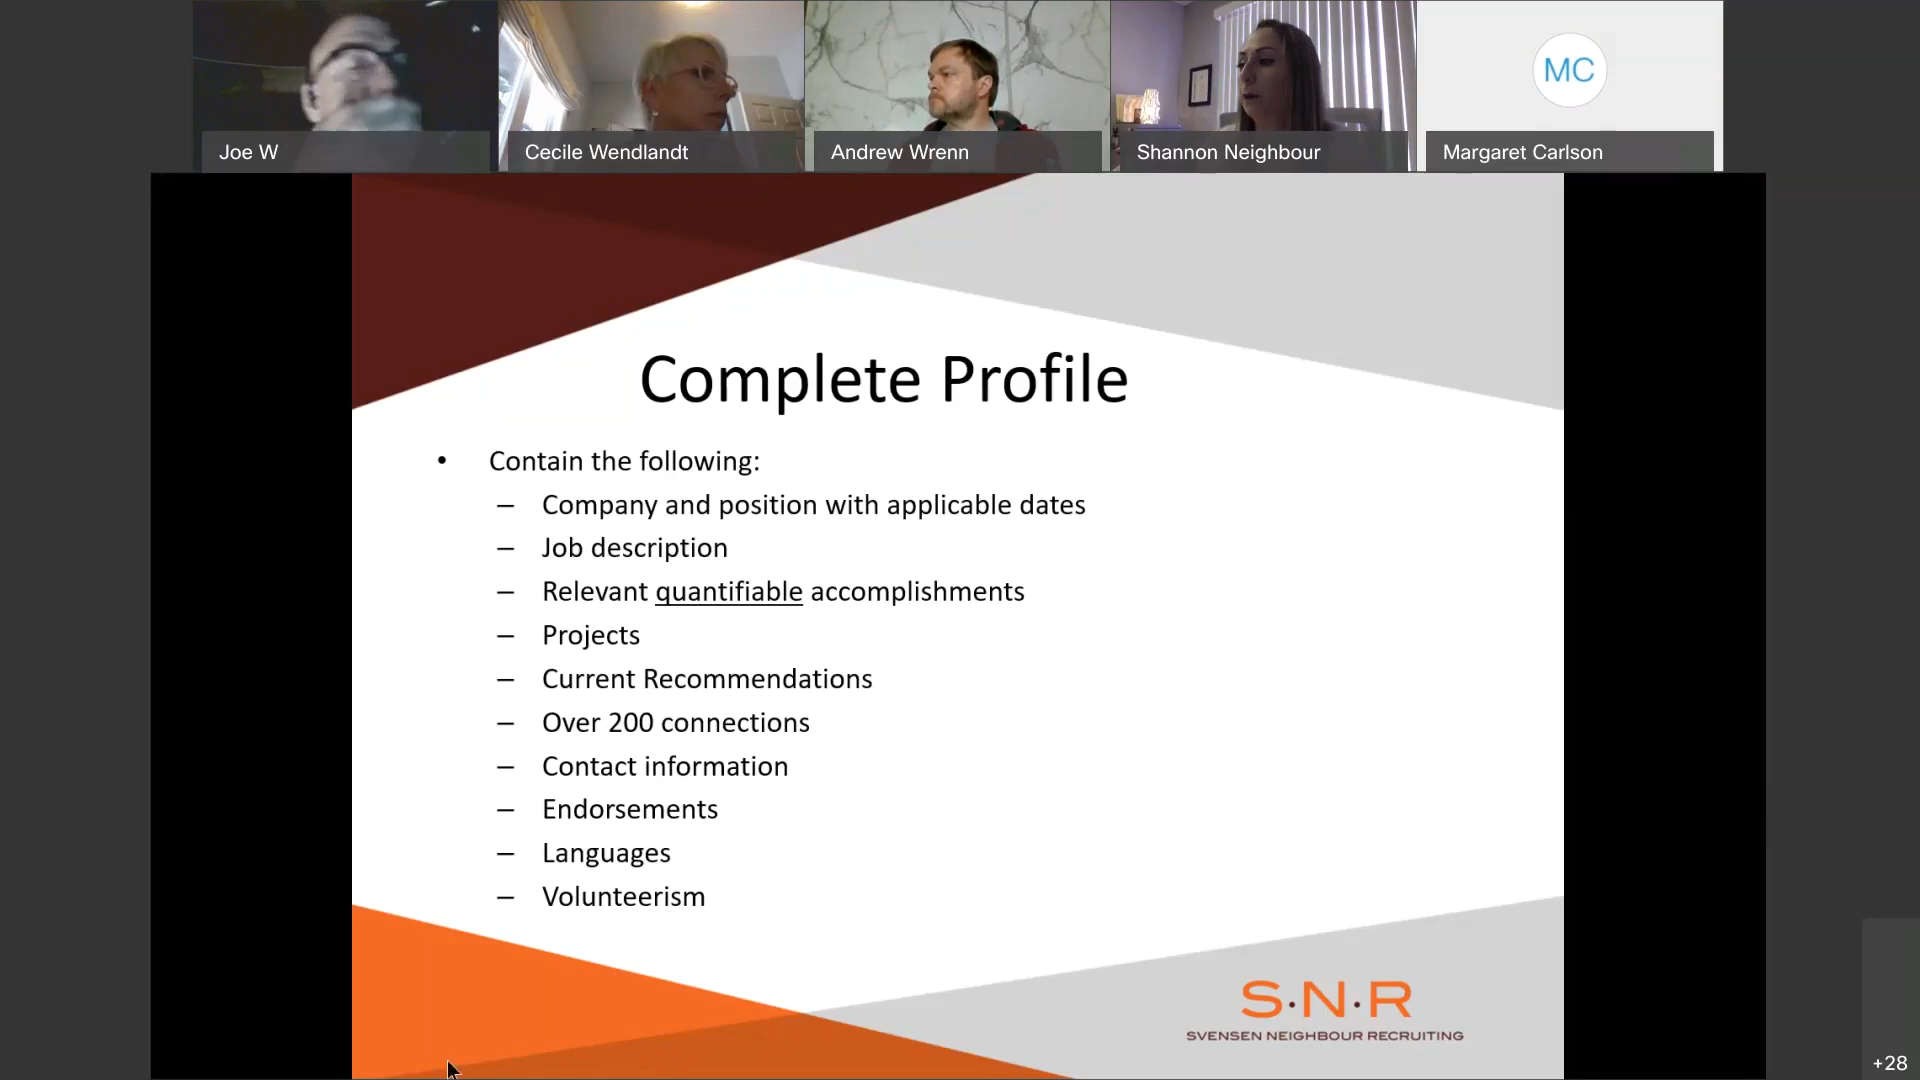 Joe W
Cecile Wendlandt
Andrew Wrenn
Shannon Neighbour
MC
Margaret Carlson
Complete Profile
• Contain the following:
– Company and position with applicable dates
– Job description
– Relevant quantifiable accomplishments
– Projects
– Current Recommendations
– Over 200 connections
– Contact information
– Endorsements
– Languages
– Volunteerism
S·N·R
SVENSEN NEIGHBOUR RECRUITING
+28